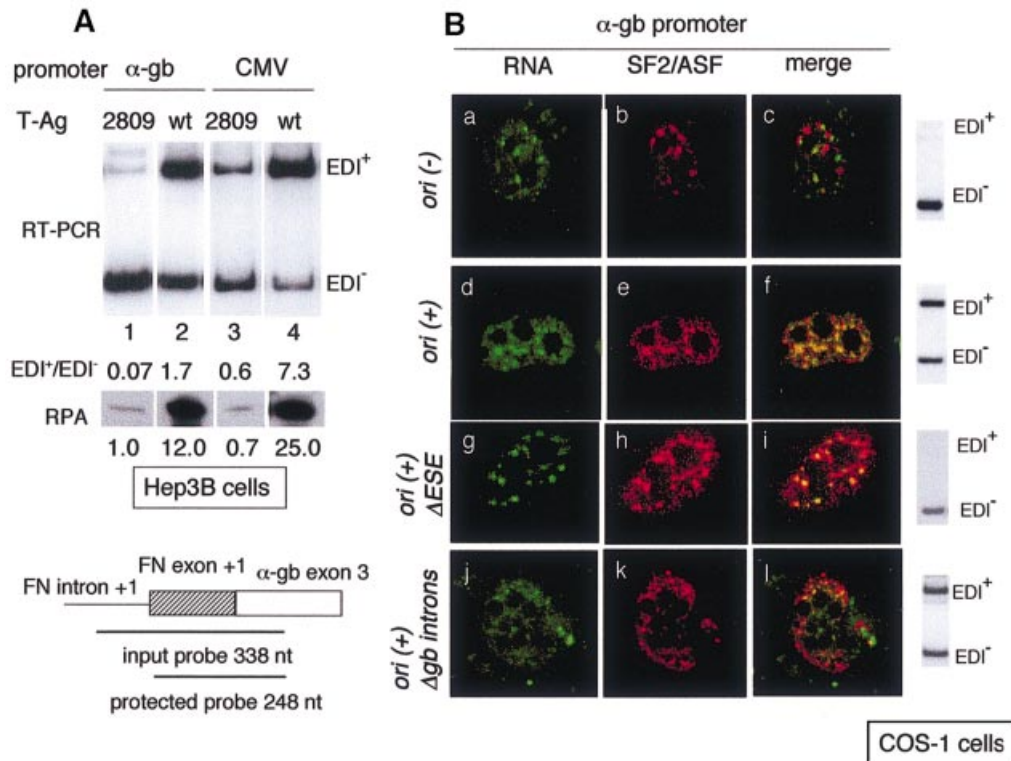 A
promoter α-gb CMV
T-Ag 2809 wt 2809 wt
EDI+
RT-PCR
EDI-
1 2 3 4
EDI+/EDI- 0.07 1.7 0.6 7.3
RPA
1.0 12.0 0.7 25.0
Hep3B cells
FN exon +1
FN intron +1 α-gb exon 3
input probe 338 nt
protected probe 248 nt
B
α-gb promoter
RNA SF2/ASF merge
ori (-)
a b c
EDI+
EDI-
ori (+)
d e f
EDI+
EDI-
ori (+)
ΔESE
g h i
EDI+
EDI-
ori (+)
Δgb introns
j k l
EDI+
EDI-
COS-1 cells